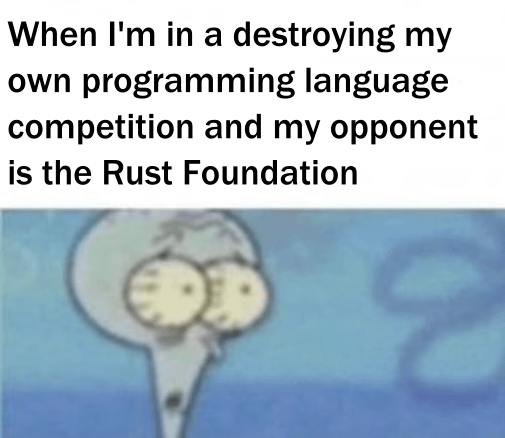 When I'm in a destroying my
own programming language
competition and my opponent
is the Rust Foundation